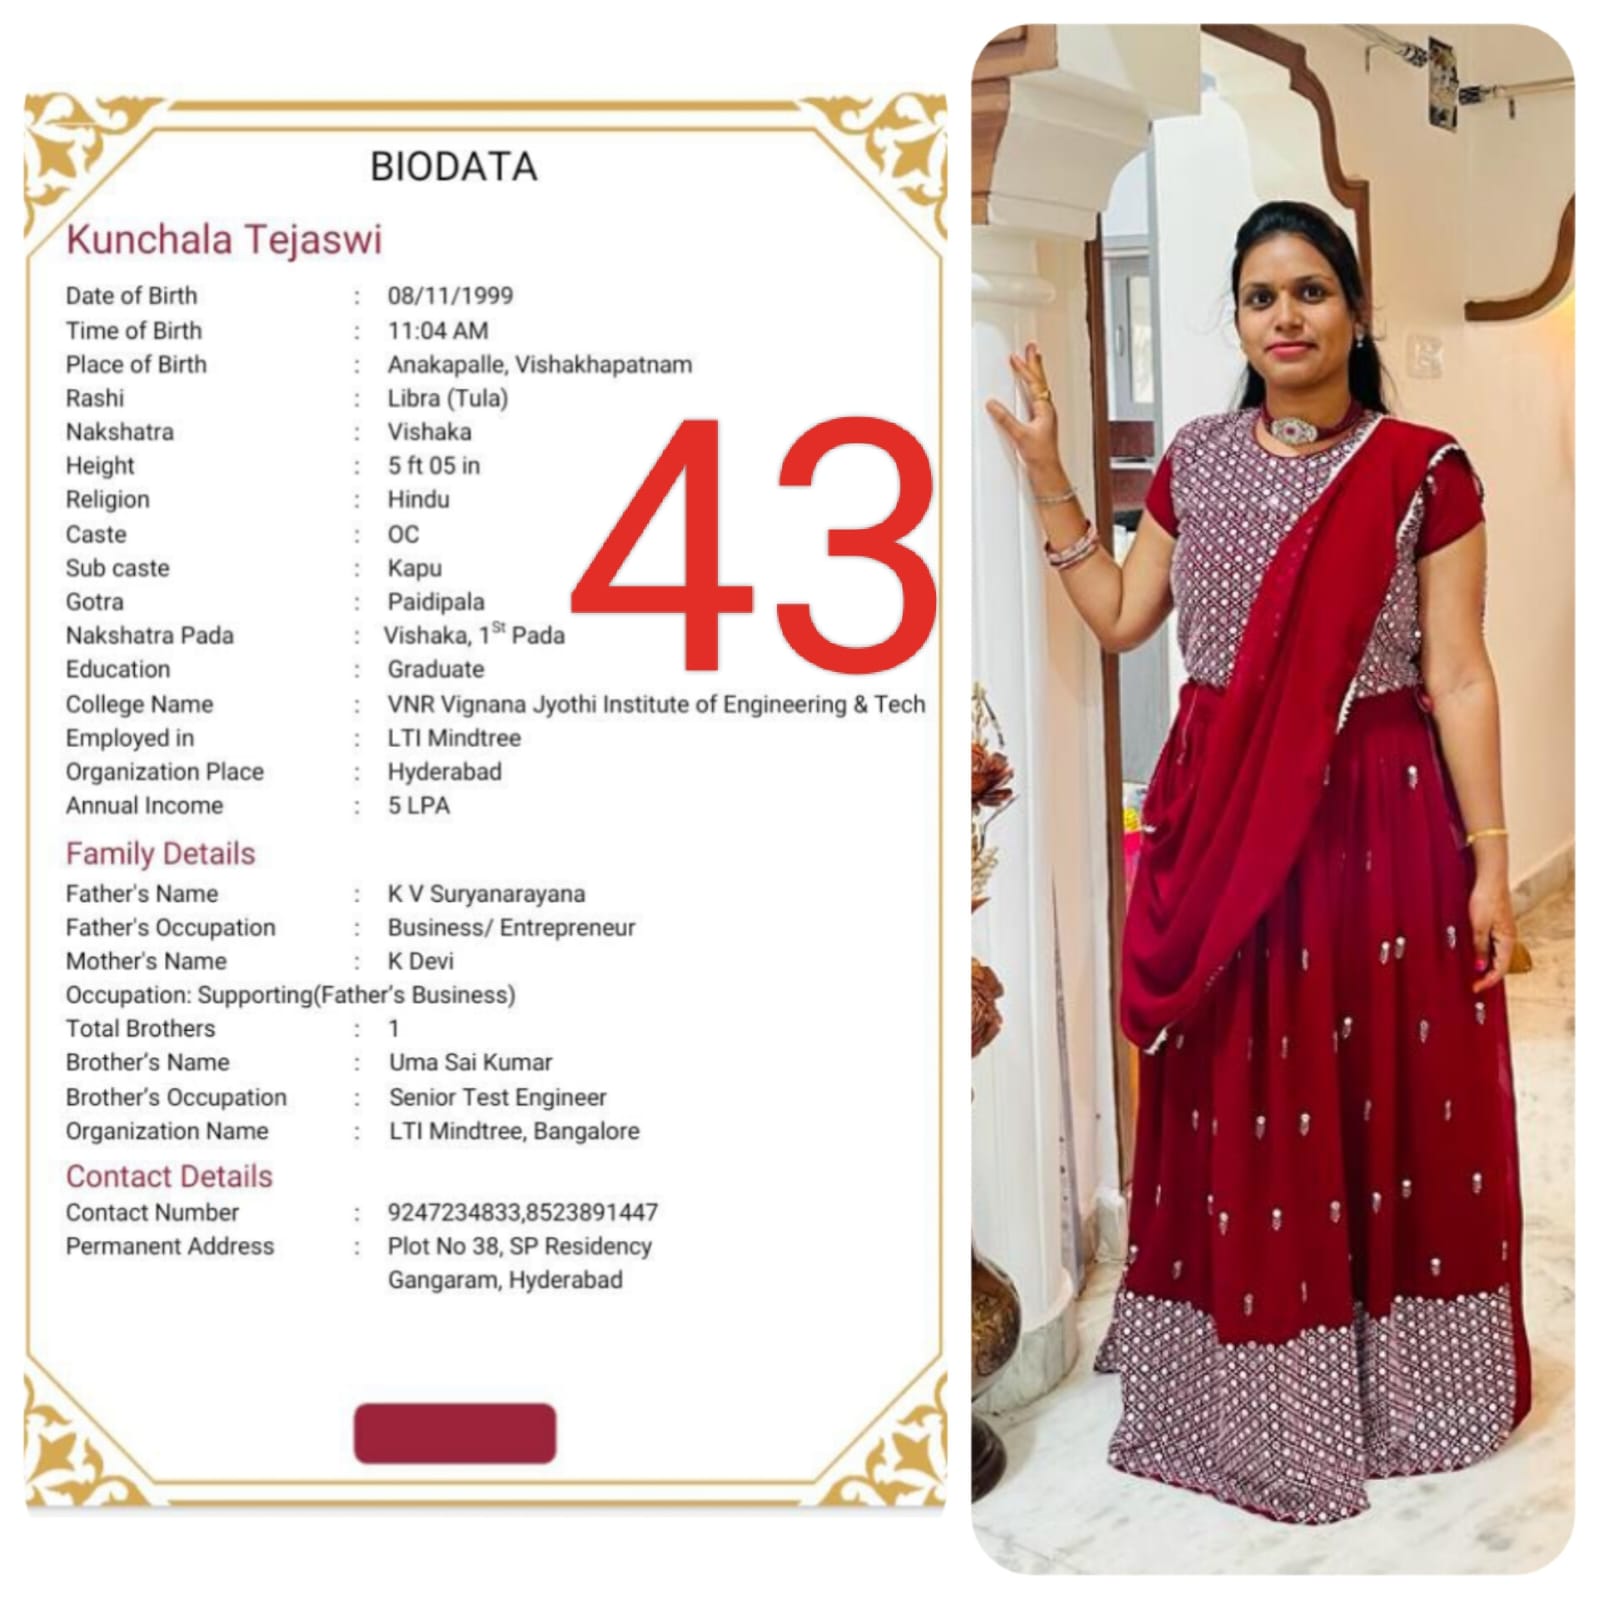 BIODATA
Kunchala Tejaswi
Date of Birth : 08/11/1999
Time of Birth : 11:04 AM
Place of Birth : Anakapalle, Vishakhapatnam
Rashi : Libra (Tula)
Nakshatra : Vishaka
Height : 5 ft 05 in
Religion : Hindu
Caste : OC
Sub caste : Kapu
Gotra : Paidipala
Nakshatra Pada : Vishaka, 1St Pada
Education : Graduate
College Name : VNR Vignana Jyothi Institute of Engineering & Tech
Employed in : LTI Mindtree
Organization Place : Hyderabad
Annual Income : 5 LPA
43
Family Details
Father's Name : K V Suryanarayana
Father's Occupation : Business/ Entrepreneur
Mother's Name : K Devi
Occupation: Supporting(Father's Business)
Total Brothers : 1
Brother's Name : Uma Sai Kumar
Brother's Occupation : Senior Test Engineer
Organization Name : LTI Mindtree, Bangalore
Contact Details
Contact Number : 9247234833,8523891447
Permanent Address : Plot No 38, SP Residency
Gangaram, Hyderabad